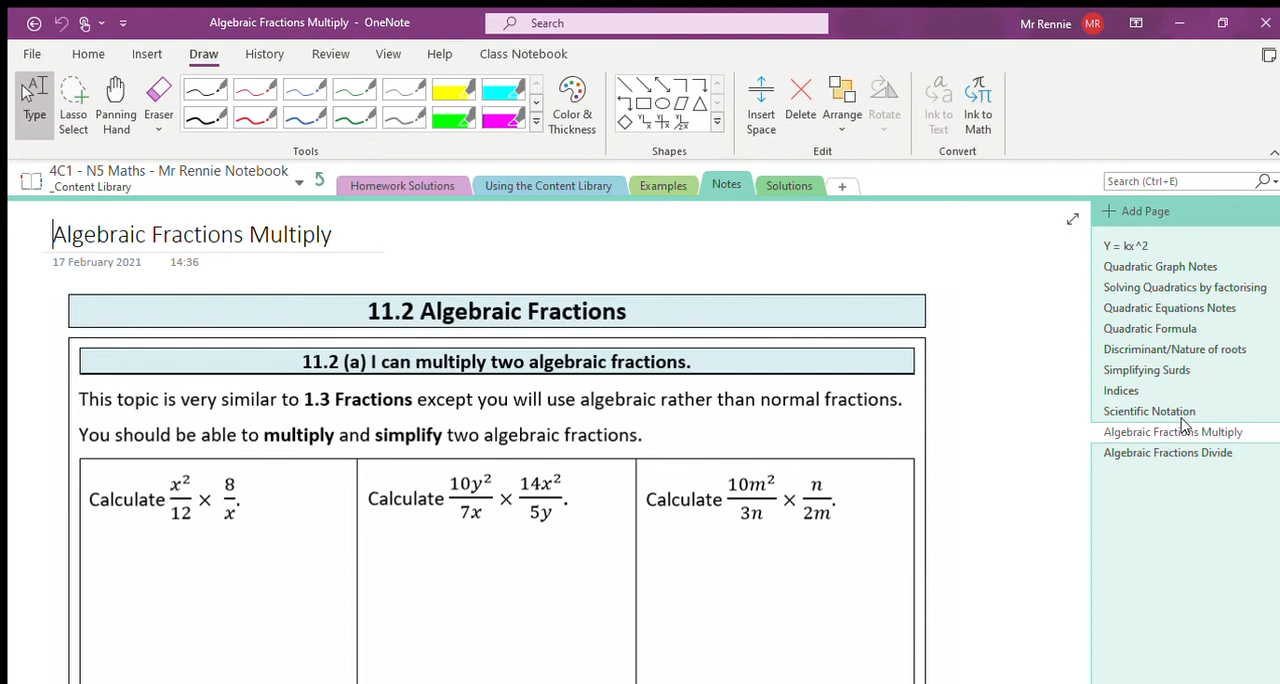 Algebraic Fractions Multiply - OneNote
Search
Mr Rennie MR
File Home Insert Draw History Review View Help Class Notebook
Type
Lasso Select
Panning Hand
Eraser
Color & Thickness
Insert Space
Delete
Arrange
Rotate
Ink to Text
Ink to Math
Tools Shapes Edit Convert
4C1 - N5 Maths - Mr Rennie Notebook
_Content Library
Homework Solutions Using the Content Library Examples Notes Solutions +
Search (Ctrl+E)
Algebraic Fractions Multiply
17 February 2021 14:36
11.2 Algebraic Fractions
11.2 (a) I can multiply two algebraic fractions.
This topic is very similar to 1.3 Fractions except you will use algebraic rather than normal fractions.
You should be able to multiply and simplify two algebraic fractions.
Calculate x²/12 × 8/x.
Calculate 10y²/7x × 14x²/5y.
Calculate 10m²/3n × n/2m.
Add Page
Y = kx^2
Quadratic Graph Notes
Solving Quadratics by factorising
Quadratic Equations Notes
Quadratic Formula
Discriminant/Nature of roots
Simplifying Surds
Indices
Scientific Notation
Algebraic Fractions Multiply
Algebraic Fractions Divide